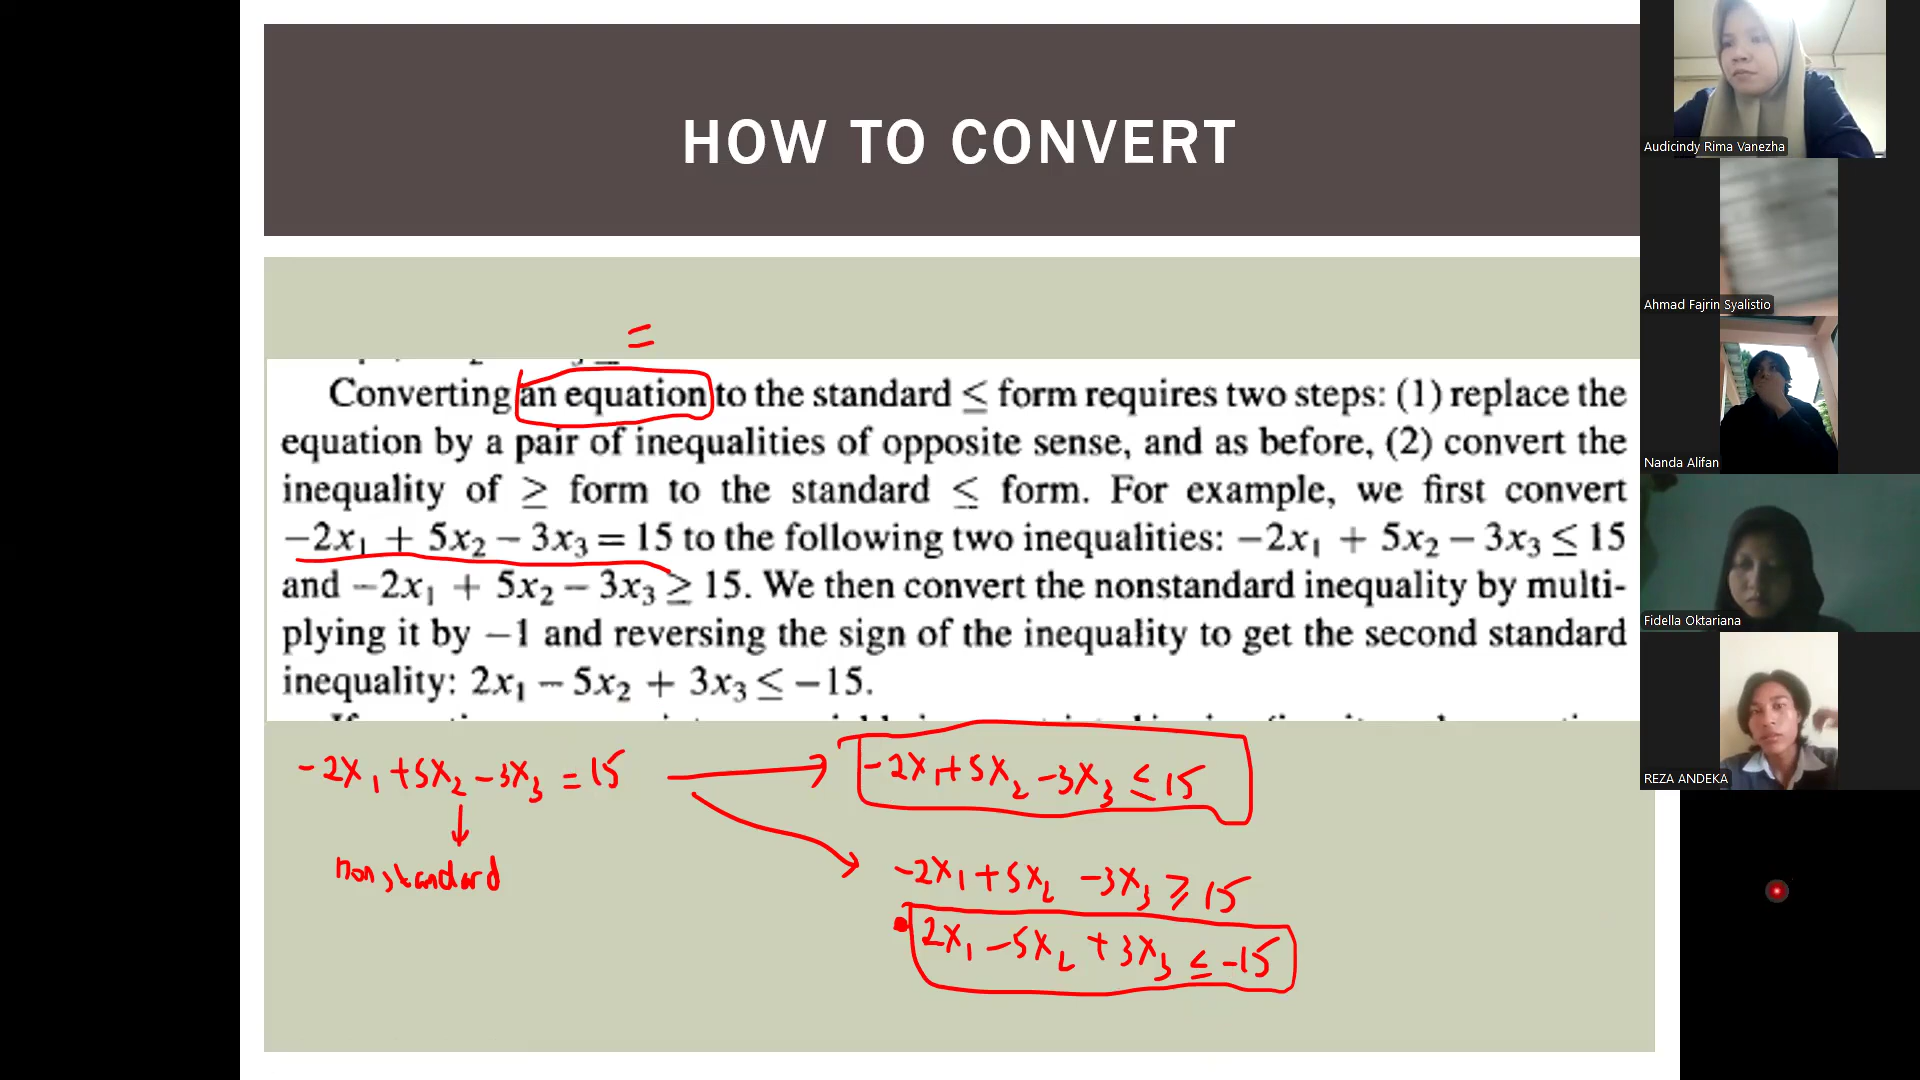 HOW TO CONVERT
=
Converting an equation to the standard ≤ form requires two steps: (1) replace the
equation by a pair of inequalities of opposite sense, and as before, (2) convert the
inequality of ≥ form to the standard ≤ form. For example, we first convert
−2x₁ + 5x₂ − 3x₃ = 15 to the following two inequalities: −2x₁ + 5x₂ − 3x₃ ≤ 15
and −2x₁ + 5x₂ − 3x₃ ≥ 15. We then convert the nonstandard inequality by multi-
plying it by −1 and reversing the sign of the inequality to get the second standard
inequality: 2x₁ − 5x₂ + 3x₃ ≤ −15.
-2X₁ +5X₂ -3X₃ = 15
-2X₁ +5X₂ -3X₃ ≤ 15
nonstandard
-2X₁ +5X₂ -3X₃ ≥ 15
2X₁ -5X₂ +3X₃ ≤ -15
Audicindy Rima Vanezha
Ahmad Fajrin Syalistio
Nanda Alifan
Fidella Oktariana
REZA ANDEKA